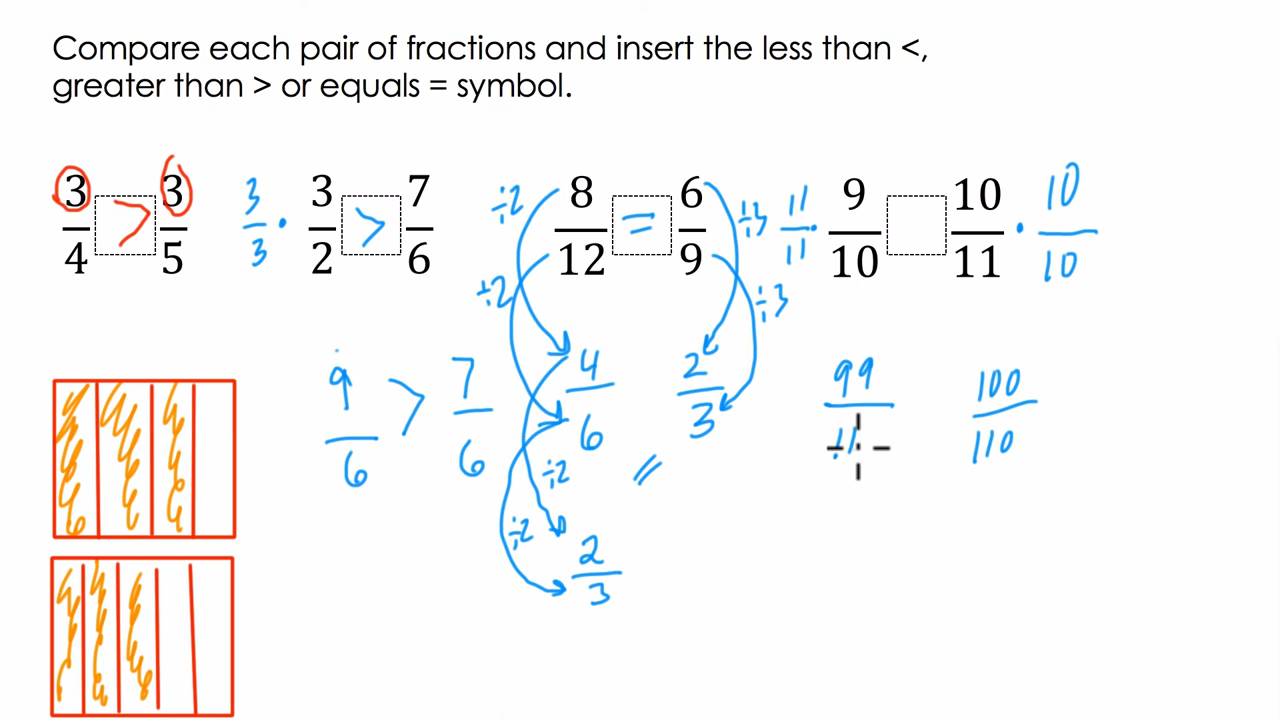 Compare each pair of fractions and insert the less than <,
greater than > or equals = symbol.
3/4 > 3/5
3/3 · 3/2 > 7/6
÷2 ÷2 8/12 = 6/9 ÷3 ÷3
11/11 · 9/10 10/11 · 10/10
9/6 > 7/6
4/6 2/3
99/11 100/110
÷2 ÷2 =
2/3